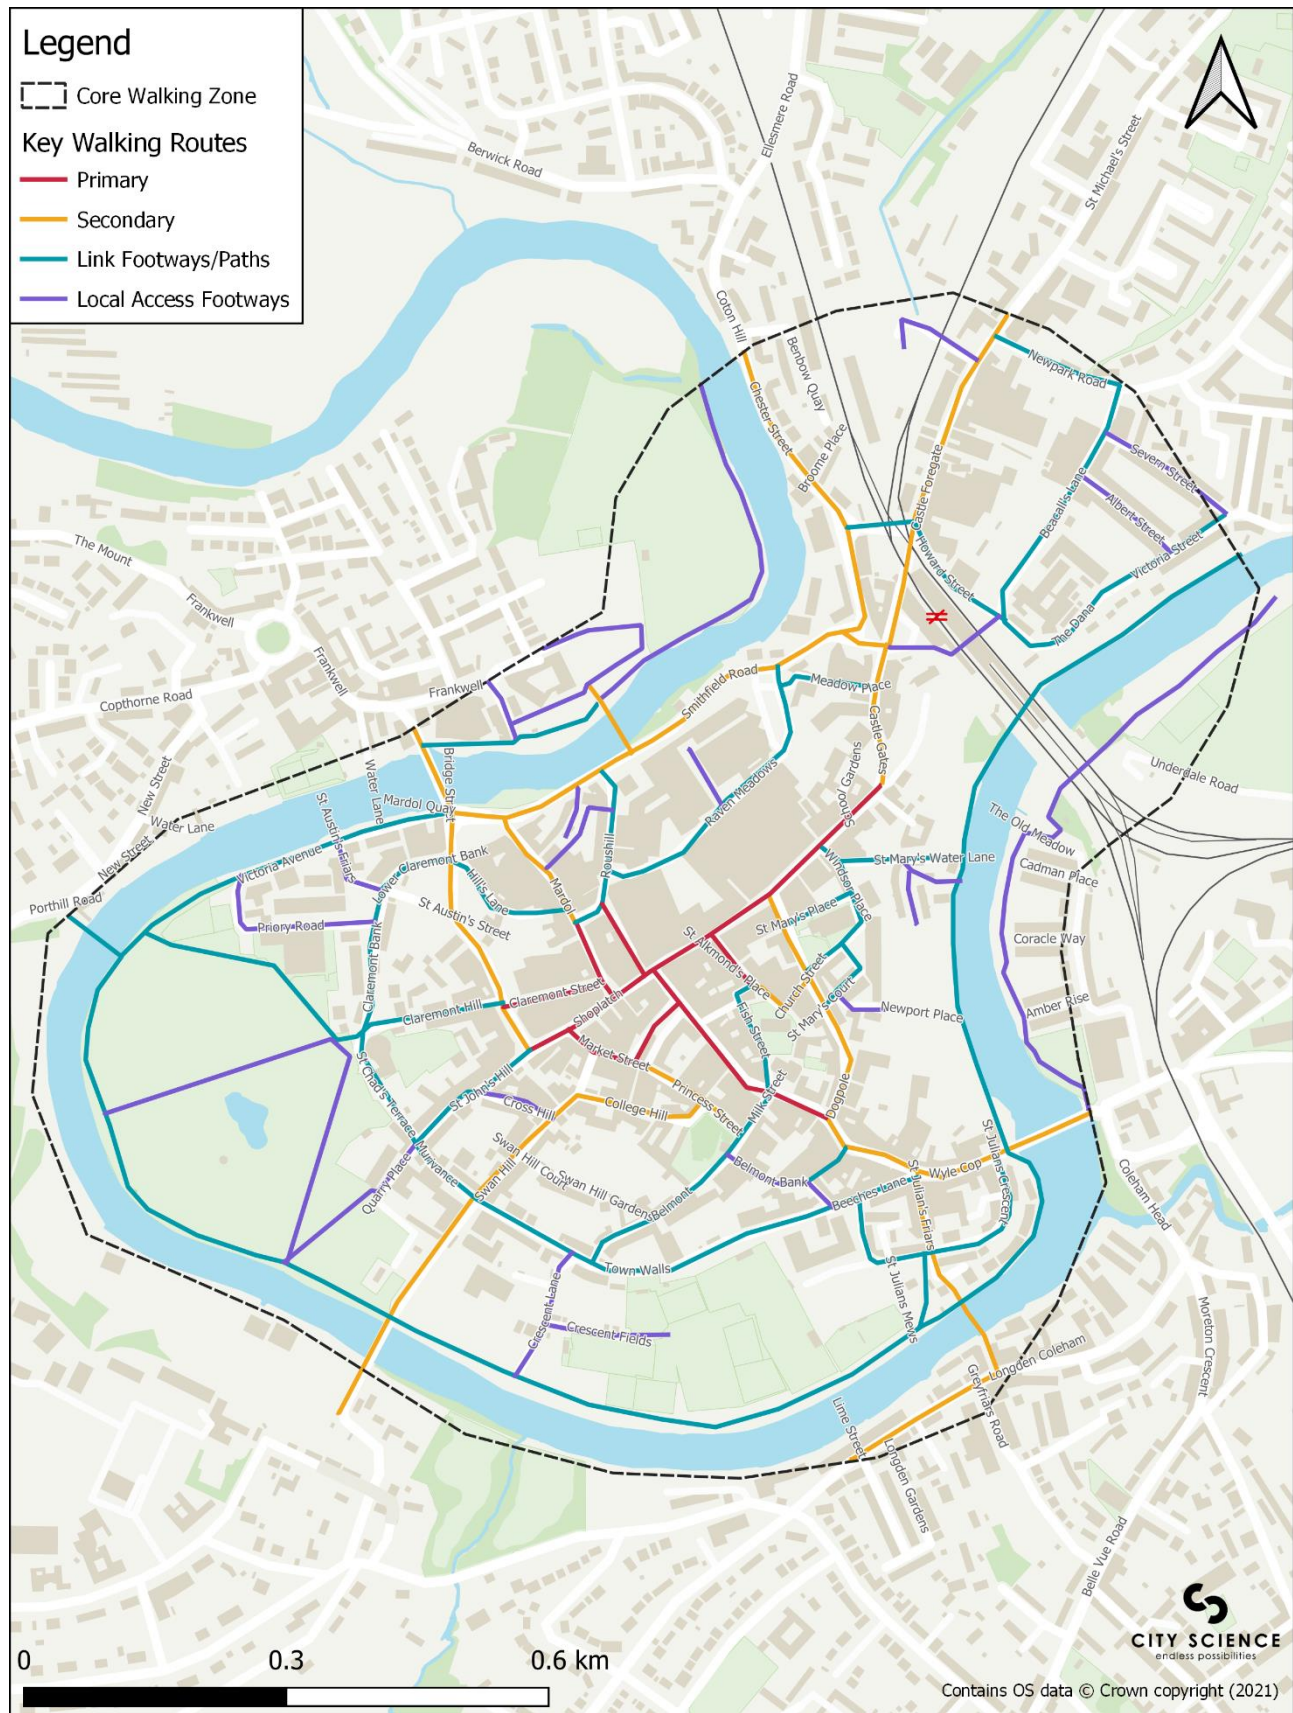 Legend
Core Walking Zone
Key Walking Routes
Primary
Secondary
Link Footways/Paths
Local Access Footways
Berwick Road
Ellesmere Road
St Michael's Street
Coton Hill
Benbow Quay
Chester Street
Broome Place
Newpark Road
Castle Foregate
Severn Street
Beacall's Lane
Albert Street
Victoria Street
Howard Street
The Dana
The Mount
Frankwell
Frankwell
Frankwell
Copthorne Road
Smithfield Road
Meadow Place
Castle Gates
School Gardens
Raven Meadows
Underdale Road
New Street
Water Lane
Water Lane
New Street
Porthill Road
Bridge Street
Mardol Quay
Victoria Avenue
St Austin's Friars
Lower Claremont Bank
Hill's Lane
Roushill
Mardol
St Austin's Street
Priory Road
Claremont Bank
The Old Meadow
Cadman Place
St Mary's Water Lane
Windsor Place
St Mary's Place
St Alkmond's Place
Church Street
St Mary's Court
Coracle Way
Amber Rise
Newport Place
Claremont Street
Claremont Hill
Shoplatch
Market Street
Fish Street
Milk Street
Princess Street
College Hill
Dogpole
St Chad's Terrace
St John's Hill
Cross Hill
Murivance
Swan Hill
Swan Hill Court
Swan Hill Gardens
Quarry Place
Belmont
Belmont Bank
Beeches Lane
Wyle Cop
St Julian's Friars
St Julians Crescent
St Julians Mews
Town Walls
Crescent Lane
Crescent Fields
Coleham Head
Moreton Crescent
Longden Coleham
Greyfriars Road
Lime Street
Longden Gardens
Belle Vue Road
CITY SCIENCE
endless possibilities
0 0.3 0.6 km
Contains OS data © Crown copyright (2021)